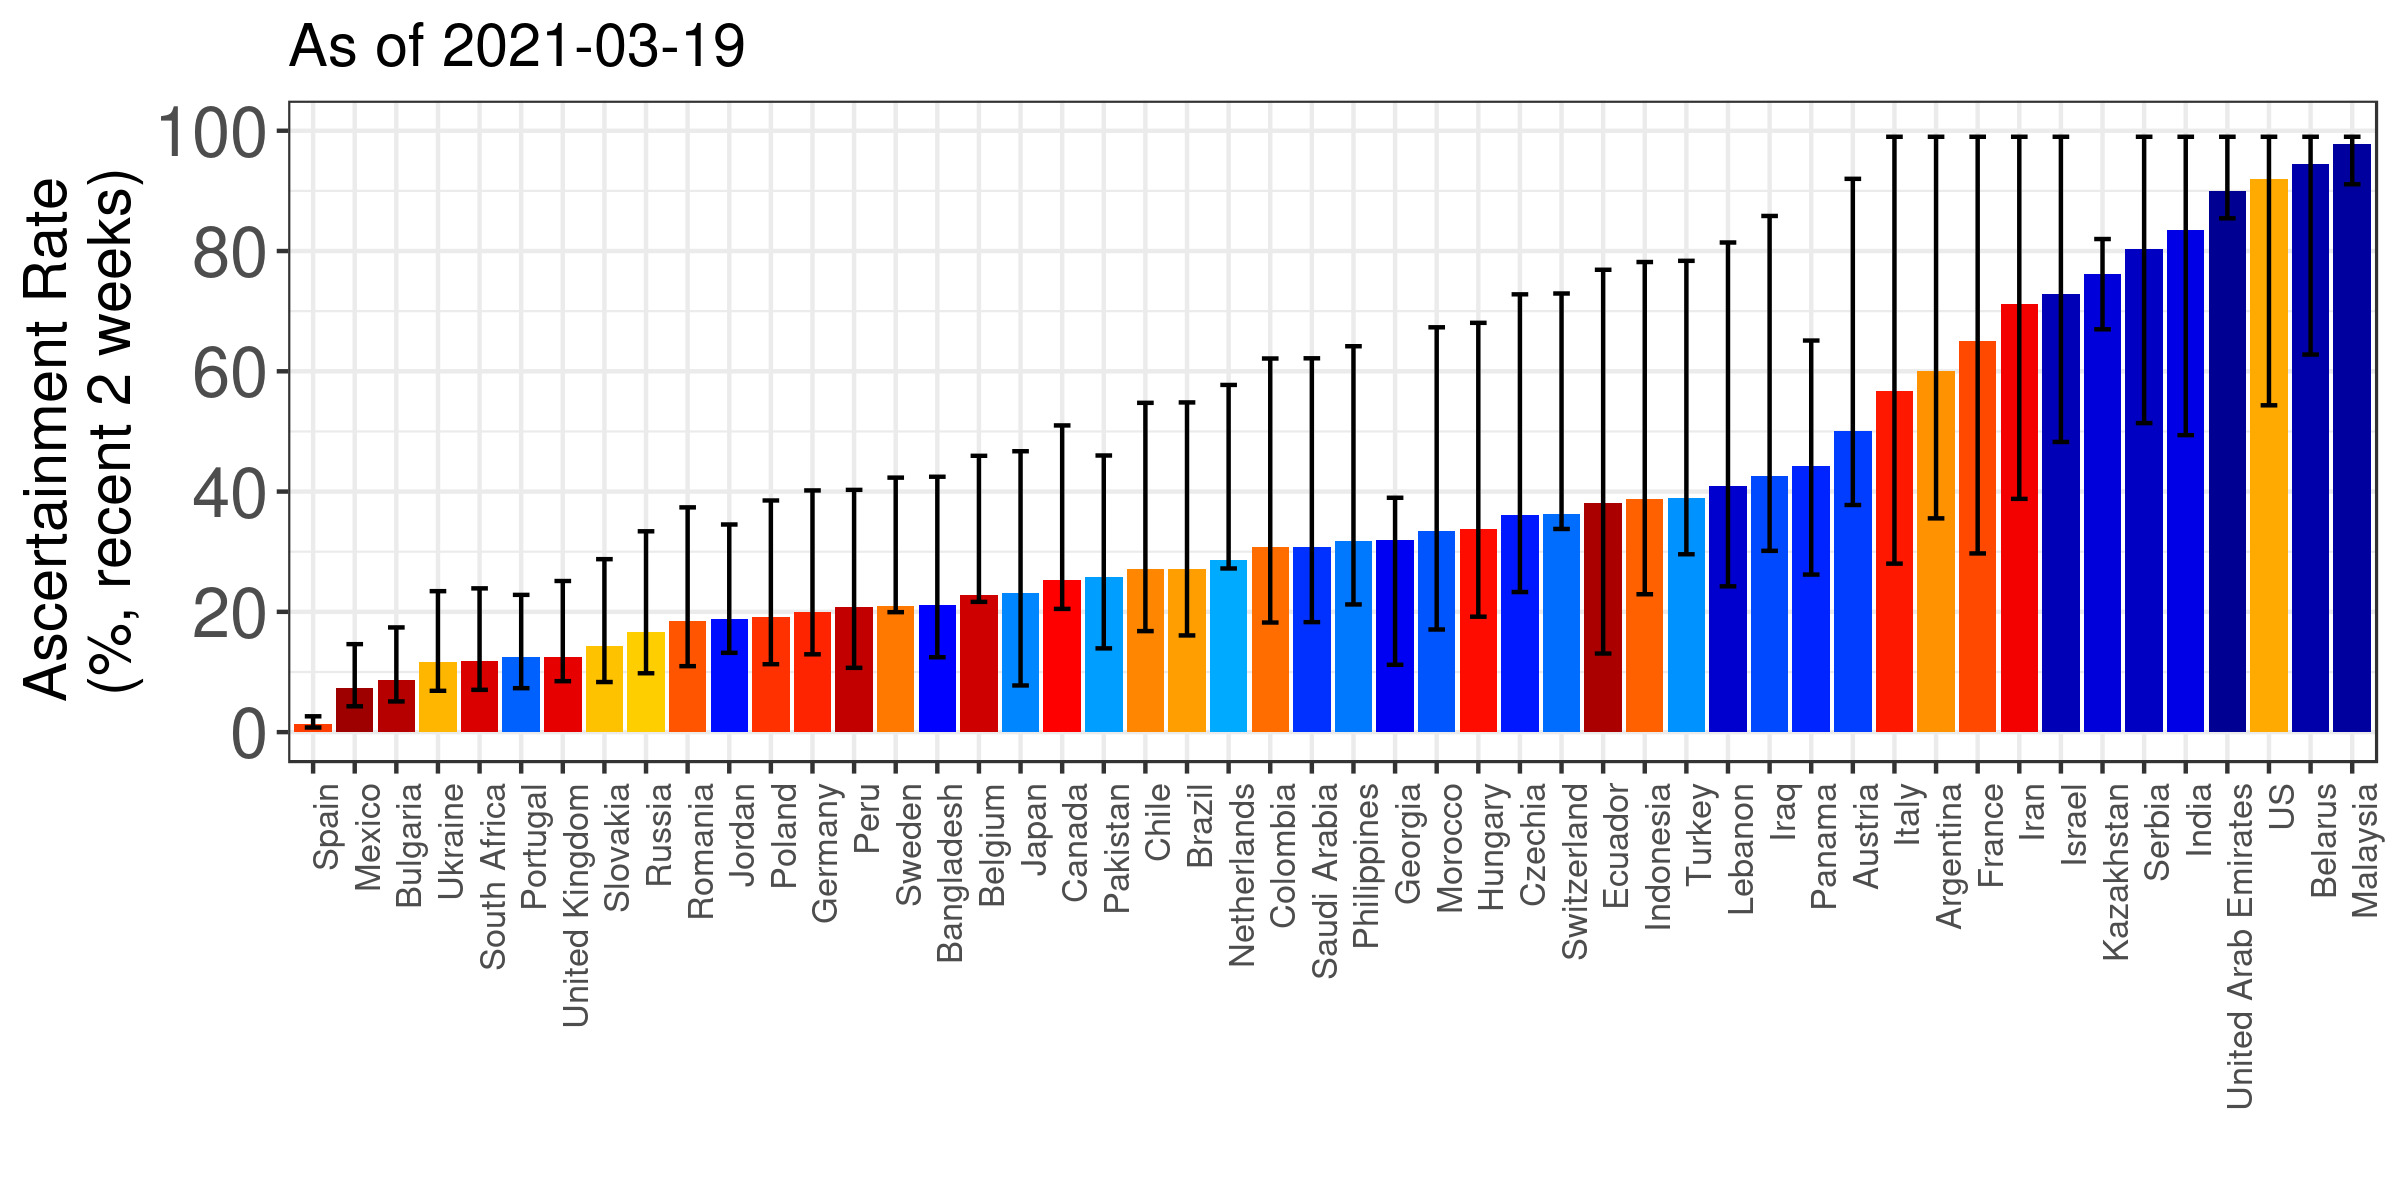 As of 2021-03-19
Ascertainment Rate
(%, recent 2 weeks)
100
80
60
40
20
0
Spain
Mexico
Bulgaria
Ukraine
South Africa
Portugal
United Kingdom
Slovakia
Russia
Romania
Jordan
Poland
Germany
Peru
Sweden
Bangladesh
Belgium
Japan
Canada
Pakistan
Chile
Brazil
Netherlands
Colombia
Saudi Arabia
Philippines
Georgia
Morocco
Hungary
Czechia
Switzerland
Ecuador
Indonesia
Turkey
Lebanon
Iraq
Panama
Austria
Italy
Argentina
France
Iran
Israel
Kazakhstan
Serbia
India
United Arab Emirates
US
Belarus
Malaysia